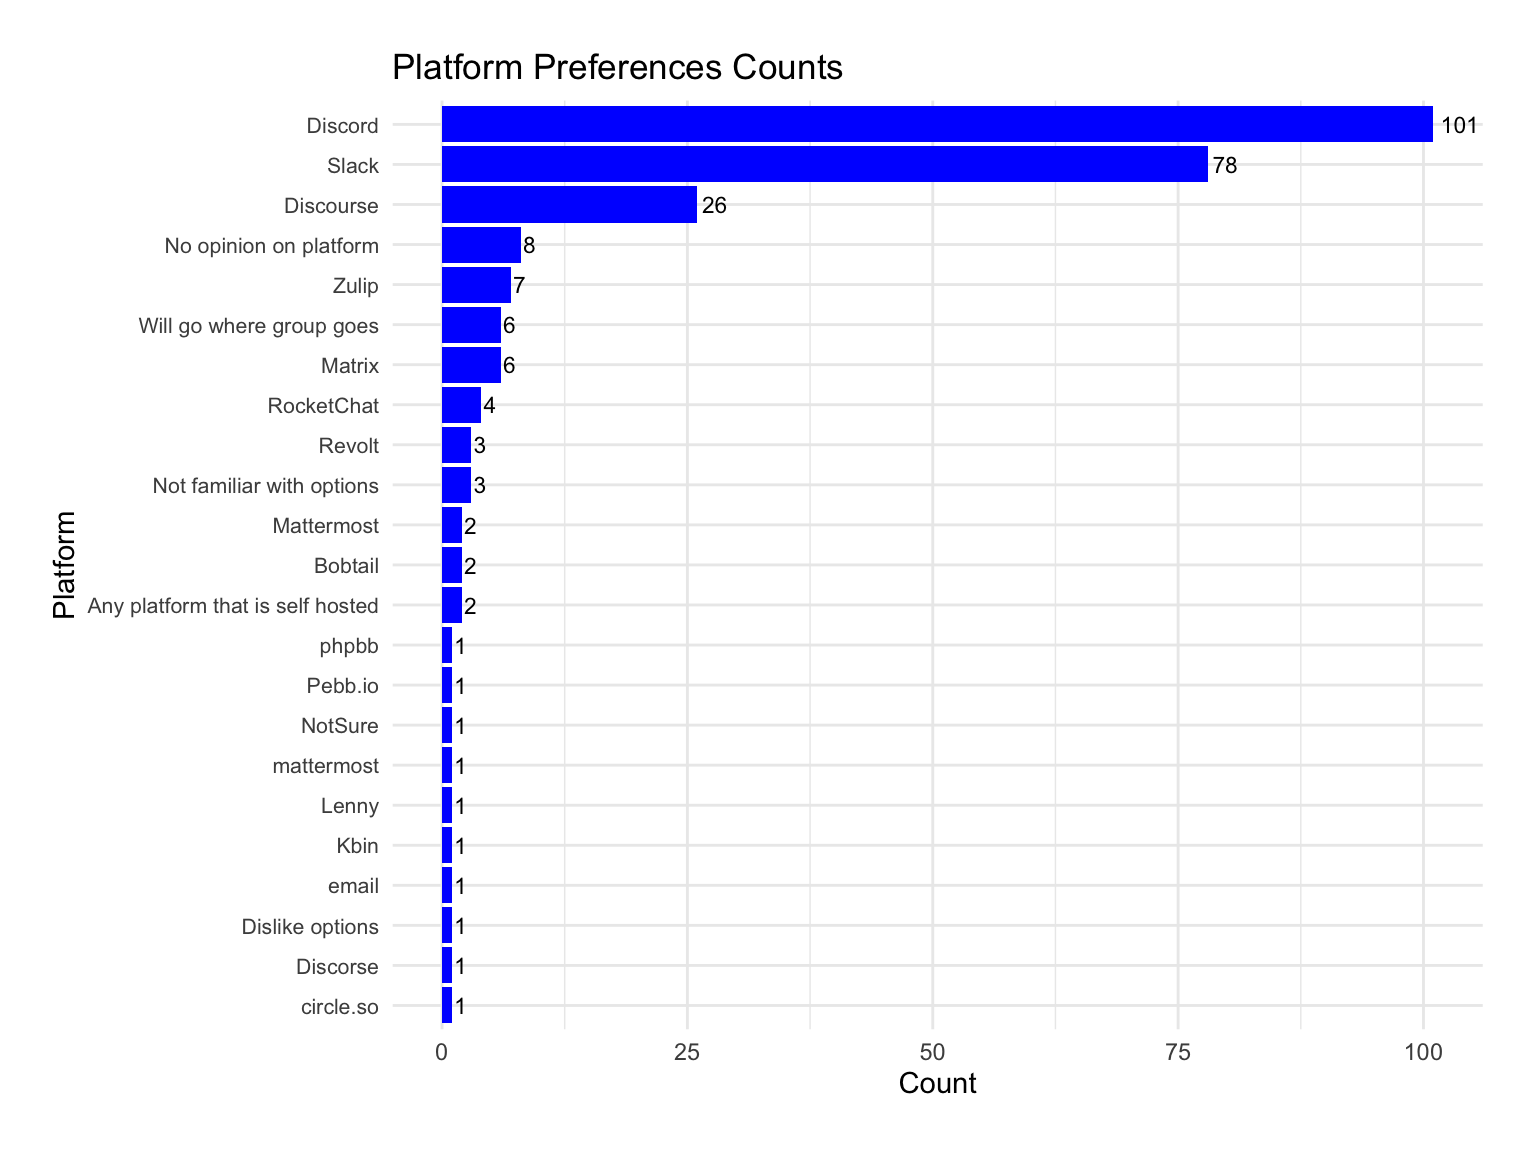 Platform Preferences Counts
Discord 101
Slack 78
Discourse 26
No opinion on platform 8
Zulip 7
Will go where group goes 6
Matrix 6
RocketChat 4
Revolt 3
Not familiar with options 3
Mattermost 2
Bobtail 2
Any platform that is self hosted 2
phpbb 1
Pebb.io 1
NotSure 1
mattermost 1
Lenny 1
Kbin 1
email 1
Dislike options 1
Discorse 1
circle.so 1
Platform
0 25 50 75 100
Count